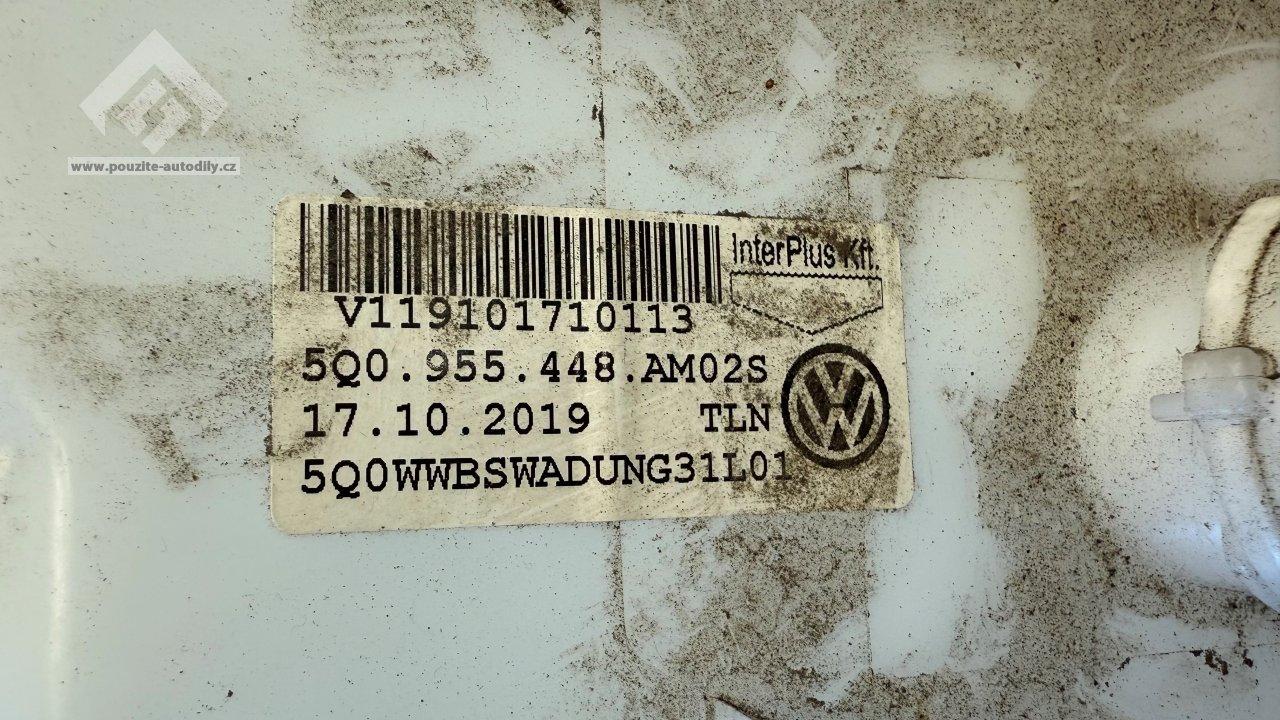 www.pouzite-autodily.cz
InterPlus Kft.
V119101710113
5Q0.955.448.AM02S
17.10.2019 TLN
5Q0WWBSWADUNG31L01